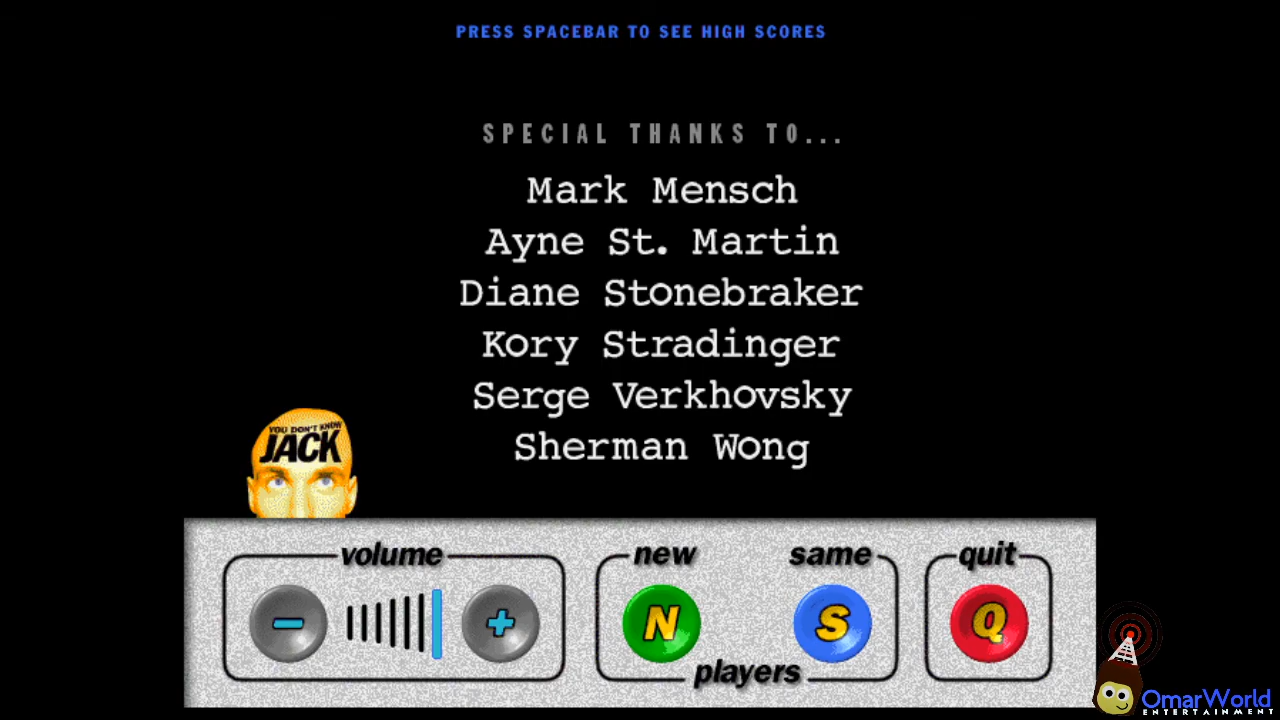 PRESS SPACEBAR TO SEE HIGH SCORES
SPECIAL THANKS TO...
Mark Mensch
Ayne St. Martin
Diane Stonebraker
Kory Stradinger
Serge Verkhovsky
Sherman Wong
YOU DON'T KNOW
JACK
volume
new
same
quit
-
+
N
S
Q
players
OmarWorld
ENTERTAINMENT